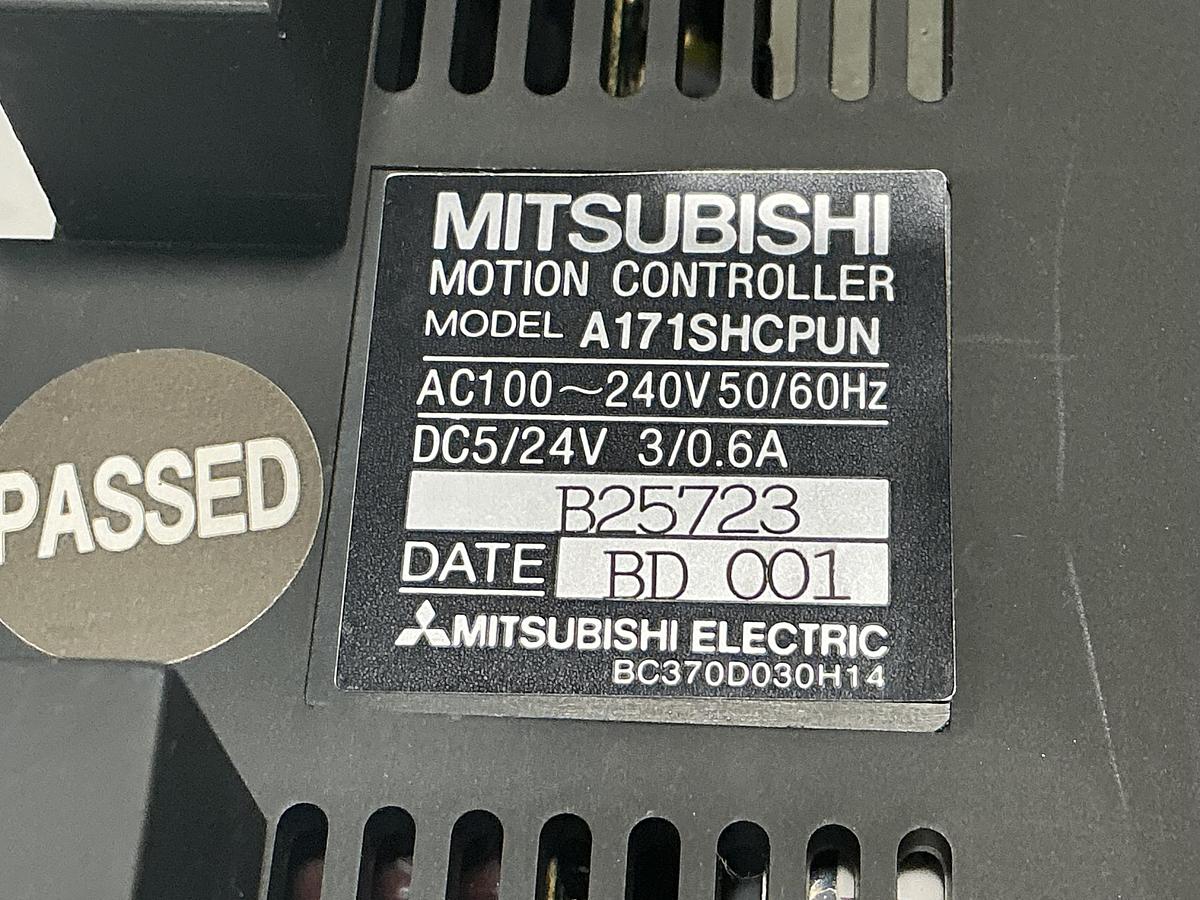 MITSUBISHI
MOTION CONTROLLER
MODEL A171SHCPUN
AC100～240V 50/60Hz
DC5/24V 3/0.6A
B25723
DATE BD 001
MITSUBISHI ELECTRIC
BC370D030H14
PASSED